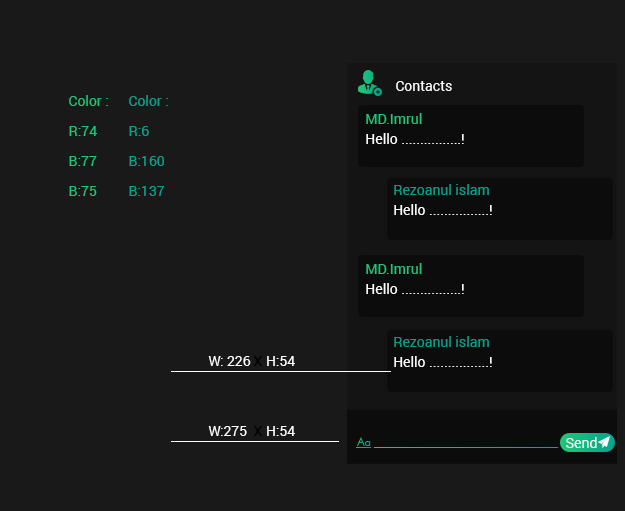 Contacts
Color : Color :
R:74 R:6
B:77 B:160
B:75 B:137
MD.Imrul
Hello ................!
Rezoanul islam
Hello ................!
MD.Imrul
Hello ................!
Rezoanul islam
Hello ................!
W: 226 X H:54
W:275 X H:54
Aa
Send